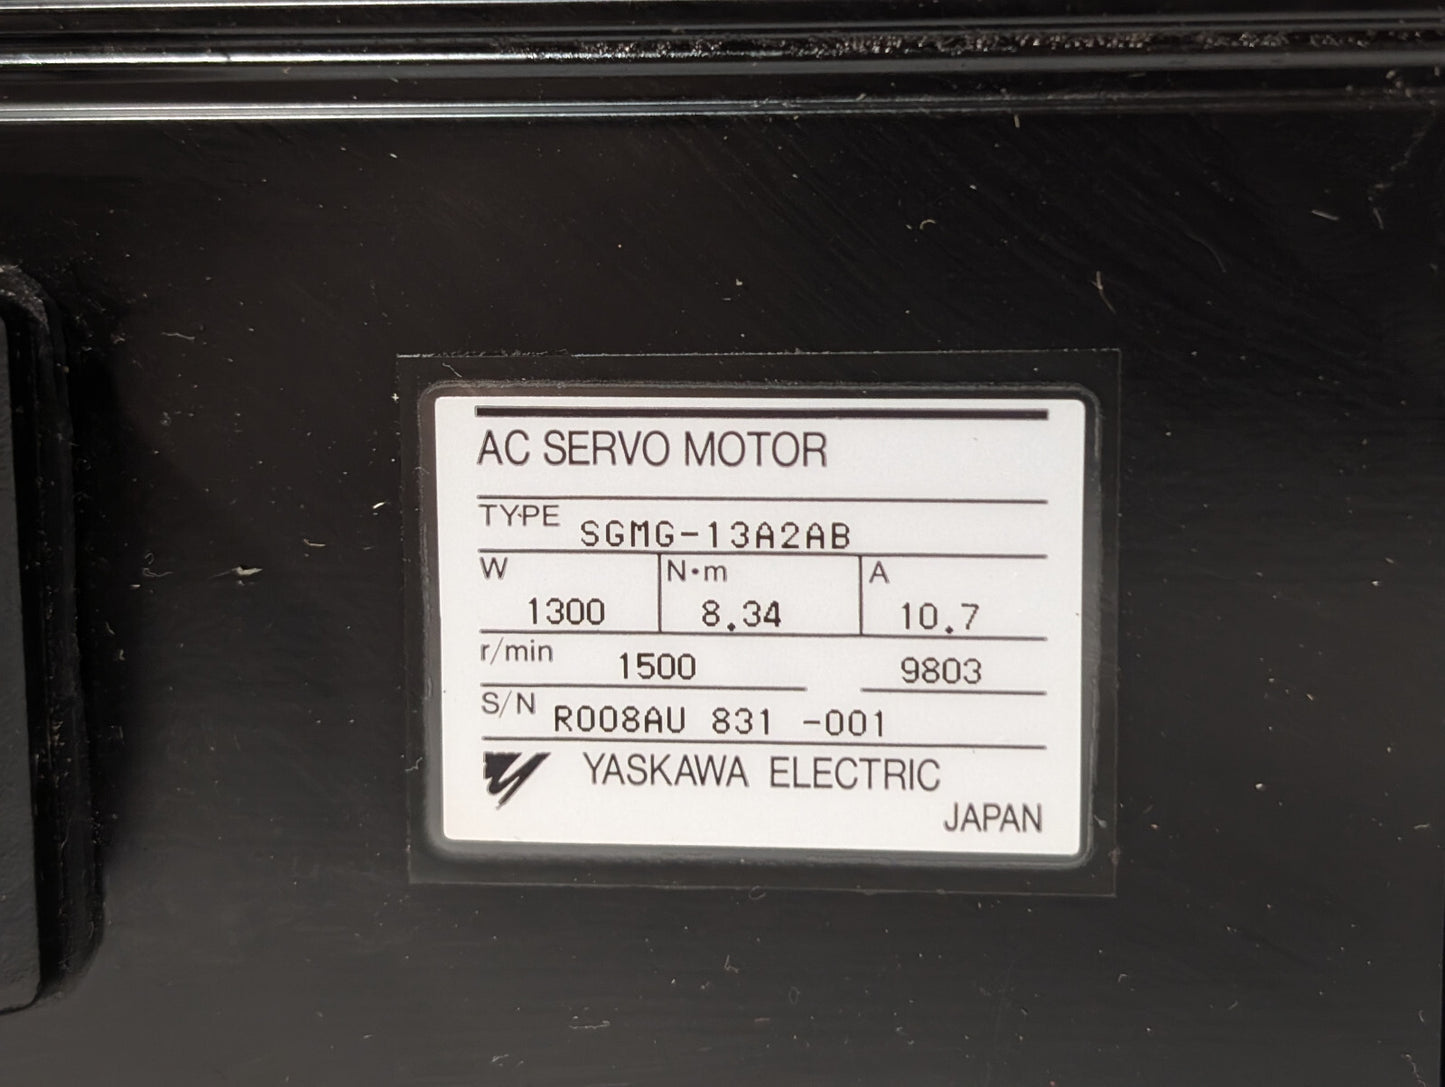 AC SERVO MOTOR
TYPE SGMG-13A2AB
W N·m A
1300 8.34 10.7
r/min 1500 9803
S/N R008AU 831 -001
YASKAWA ELECTRIC
JAPAN